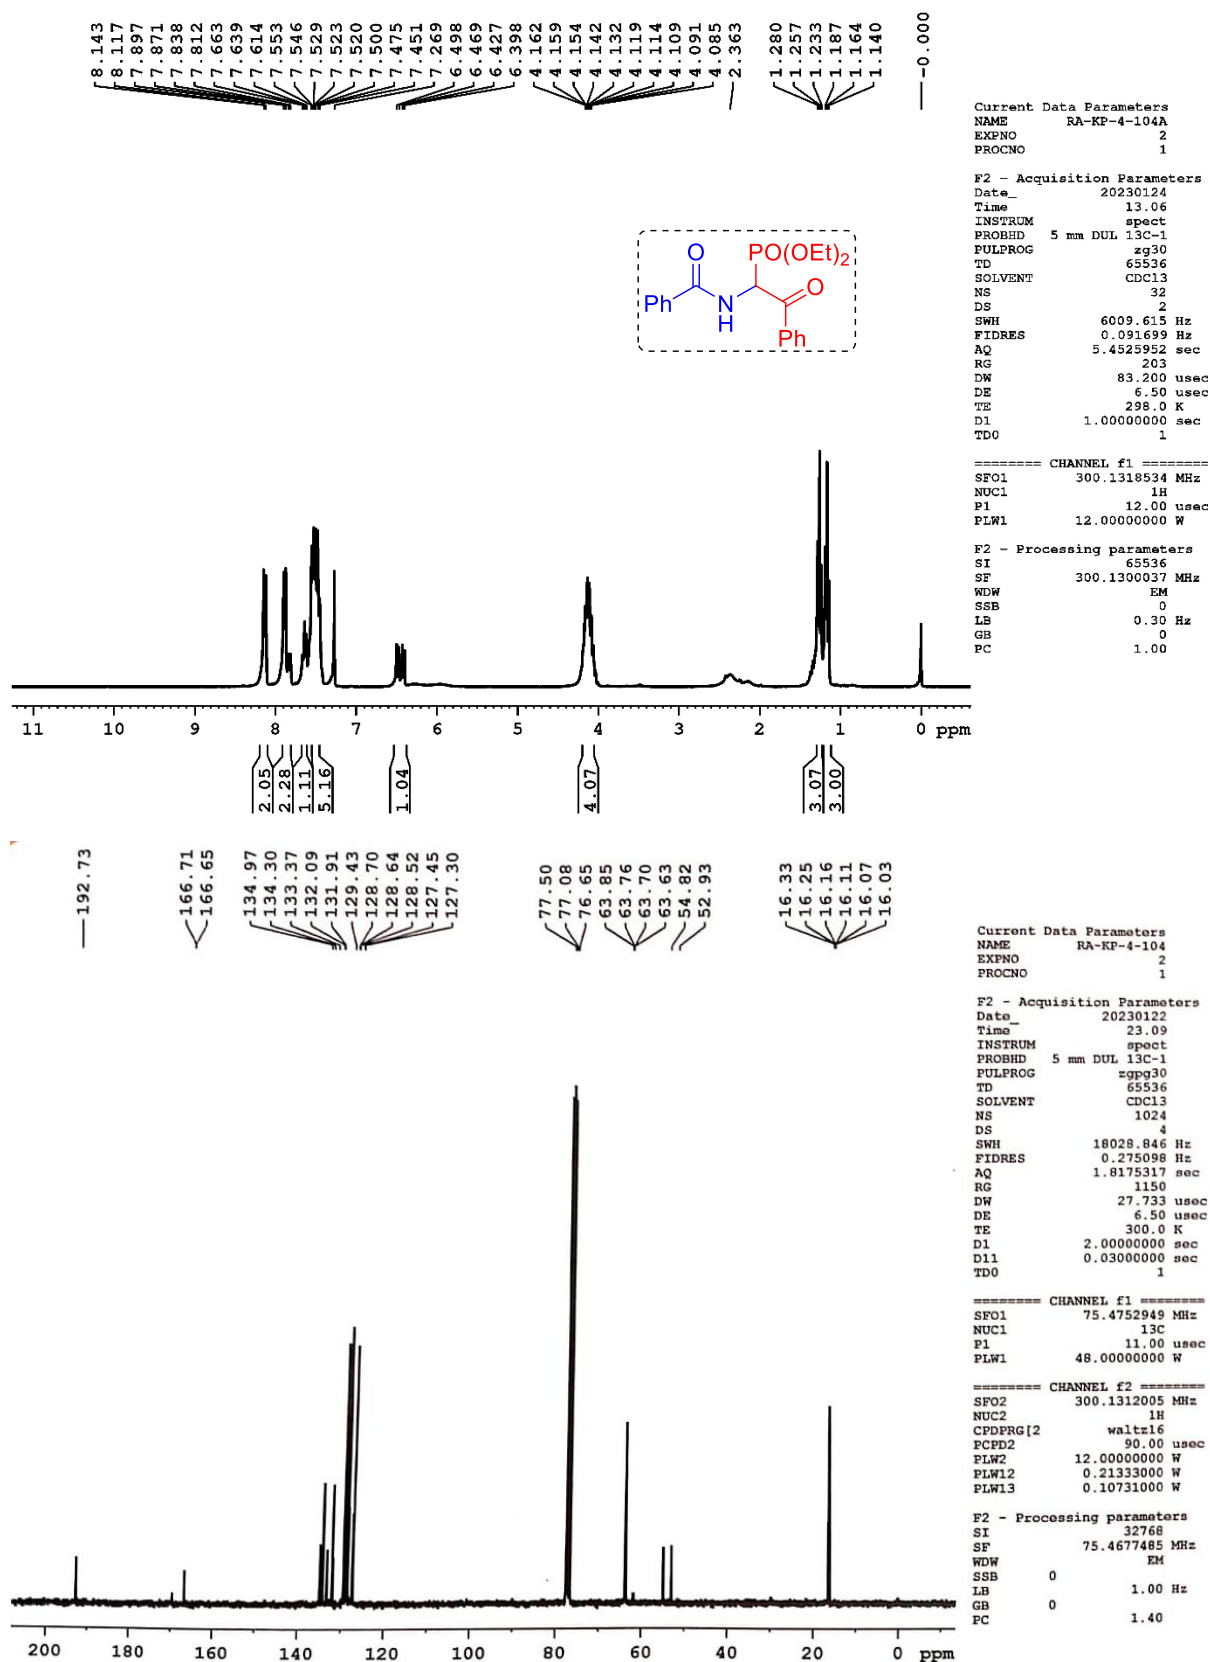 8.143
8.117
7.897
7.871
7.838
7.812
7.663
7.639
7.614
7.553
7.546
7.529
7.523
7.520
7.500
7.475
7.451
7.269
6.498
6.469
6.427
6.398
4.162
4.159
4.154
4.142
4.132
4.119
4.114
4.109
4.091
4.085
2.363
1.280
1.257
1.233
1.187
1.164
1.140
-0.000
Current Data Parameters
NAME RA-KP-4-104A
EXPNO 2
PROCNO 1
F2 - Acquisition Parameters
Date_ 20230124
Time 13.06
INSTRUM spect
PROBHD 5 mm DUL 13C-1
PULPROG zg30
TD 65536
SOLVENT CDCl3
NS 32
DS 2
SWH 6009.615 Hz
FIDRES 0.091699 Hz
AQ 5.4525952 sec
RG 203
DW 83.200 usec
DE 6.50 usec
TE 298.0 K
D1 1.00000000 sec
TD0 1
======== CHANNEL f1 ========
SFO1 300.1318534 MHz
NUC1 1H
P1 12.00 usec
PLW1 12.00000000 W
F2 - Processing parameters
SI 65536
SF 300.1300037 MHz
WDW EM
SSB 0
LB 0.30 Hz
GB 0
PC 1.00
O
PO(OEt)2
O
Ph
N
H
Ph
11 10 9 8 7 6 5 4 3 2 1 0 ppm
2.05
2.28
1.11
5.16
1.04
4.07
3.07
3.00
192.73
166.71
166.65
134.97
134.30
133.37
132.09
131.91
129.43
128.70
128.64
128.52
127.45
127.30
77.50
77.08
76.65
63.85
63.76
63.70
63.63
54.82
52.93
16.33
16.25
16.16
16.11
16.07
16.03
Current Data Parameters
NAME RA-KP-4-104
EXPNO 2
PROCNO 1
F2 - Acquisition Parameters
Date_ 20230122
Time 23.09
INSTRUM spect
PROBHD 5 mm DUL 13C-1
PULPROG zgpg30
TD 65536
SOLVENT CDCl3
NS 1024
DS 4
SWH 18028.846 Hz
FIDRES 0.275098 Hz
AQ 1.8175317 sec
RG 1150
DW 27.733 usec
DE 6.50 usec
TE 300.0 K
D1 2.00000000 sec
D11 0.03000000 sec
TD0 1
======== CHANNEL f1 ========
SFO1 75.4752949 MHz
NUC1 13C
P1 11.00 usec
PLW1 48.00000000 W
======== CHANNEL f2 ========
SFO2 300.1312005 MHz
NUC2 1H
CPDPRG[2 waltz16
PCPD2 90.00 usec
PLW2 12.00000000 W
PLW12 0.21333000 W
PLW13 0.10731000 W
F2 - Processing parameters
SI 32768
SF 75.4677485 MHz
WDW EM
SSB 0
LB 1.00 Hz
GB 0
PC 1.40
200 180 160 140 120 100 80 60 40 20 0 ppm